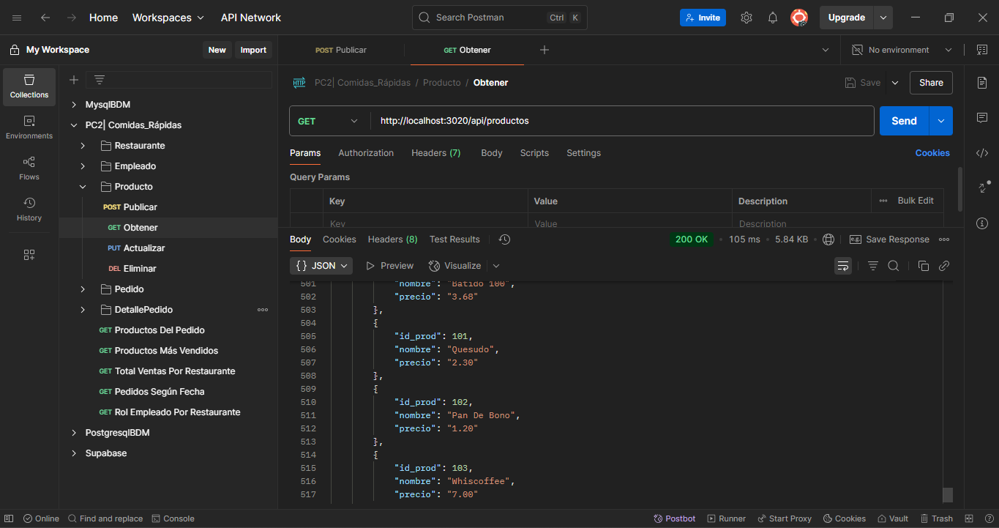 Home Workspaces API Network Search Postman Ctrl K Invite Upgrade
My Workspace New Import POST Publicar GET Obtener No environment
Collections
Environments
Flows
History
MysqlBDM
PC2| Comidas_Rápidas
Restaurante
Empleado
Producto
POST Publicar
GET Obtener
PUT Actualizar
DEL Eliminar
Pedido
DetallePedido
GET Productos Del Pedido
GET Productos Más Vendidos
GET Total Ventas Por Restaurante
GET Pedidos Según Fecha
GET Rol Empleado Por Restaurante
PostgresqlBDM
Supabase
HTTP PC2| Comidas_Rápidas / Producto / Obtener Save Share
GET http://localhost:3020/api/productos Send
Params Authorization Headers (7) Body Scripts Settings Cookies
Query Params
Key Value Description Bulk Edit
Key Value Description
Body Cookies Headers (8) Test Results 200 OK 105 ms 5.84 KB e.g. Save Response
{} JSON Preview Visualize
501 "nombre": "Batido 100",
502 "precio": "3.68"
503 },
504 {
505 "id_prod": 101,
506 "nombre": "Quesudo",
507 "precio": "2.30"
508 },
509 {
510 "id_prod": 102,
511 "nombre": "Pan De Bono",
512 "precio": "1.20"
513 },
514 {
515 "id_prod": 103,
516 "nombre": "Whiscoffee",
517 "precio": "7.00"
Online Find and replace Console Postbot Runner Start Proxy Cookies Vault Trash